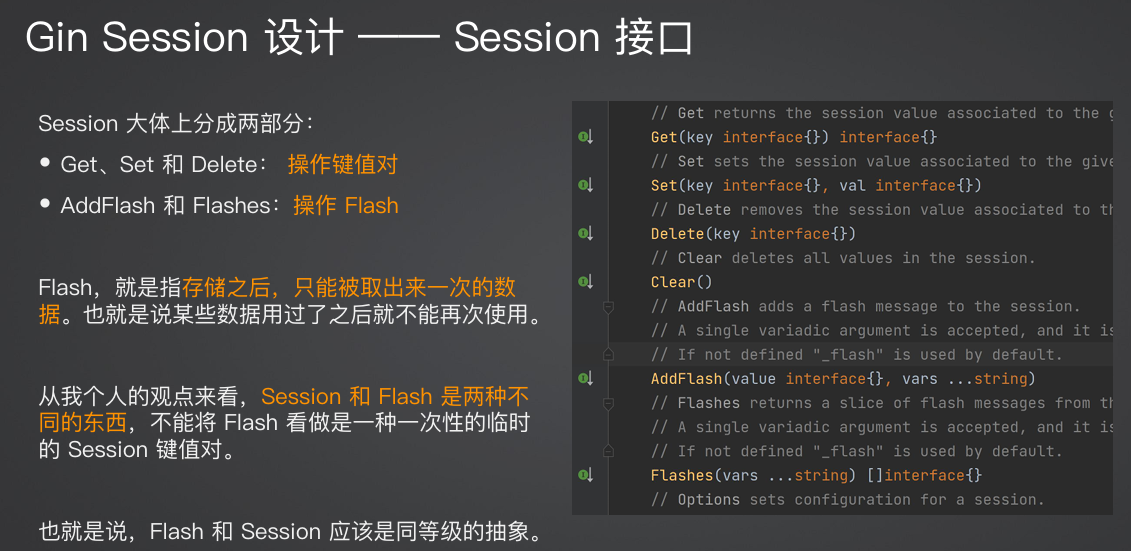 Gin Session 设计 —— Session 接口
Session 大体上分成两部分：
• Get、Set 和 Delete： 操作键值对
• AddFlash 和 Flashes：操作 Flash
Flash，就是指存储之后，只能被取出来一次的数
据。也就是说某些数据用过了之后就不能再次使用。
从我个人的观点来看，Session 和 Flash 是两种不
同的东西，不能将 Flash 看做是一种一次性的临时
的 Session 键值对。
也就是说，Flash 和 Session 应该是同等级的抽象。
// Get returns the session value associated to the g
Get(key interface{}) interface{}
// Set sets the session value associated to the give
Set(key interface{}, val interface{})
// Delete removes the session value associated to th
Delete(key interface{})
// Clear deletes all values in the session.
Clear()
// AddFlash adds a flash message to the session.
// A single variadic argument is accepted, and it is
// If not defined "_flash" is used by default.
AddFlash(value interface{}, vars ...string)
// Flashes returns a slice of flash messages from th
// A single variadic argument is accepted, and it is
// If not defined "_flash" is used by default.
Flashes(vars ...string) []interface{}
// Options sets configuration for a session.